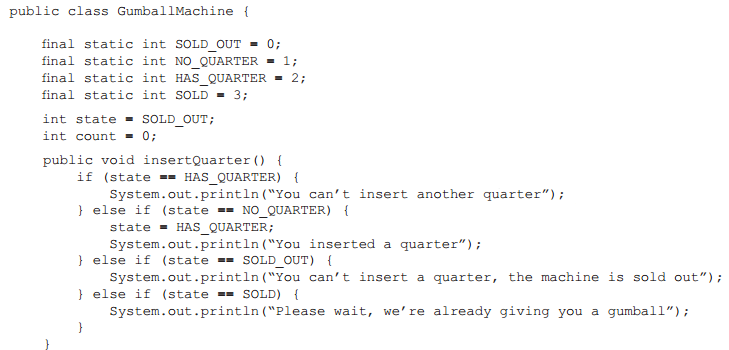 public class GumballMachine {
final static int SOLD_OUT = 0;
final static int NO_QUARTER = 1;
final static int HAS_QUARTER = 2;
final static int SOLD = 3;
int state = SOLD_OUT;
int count = 0;
public void insertQuarter() {
if (state == HAS_QUARTER) {
System.out.println(“You can’t insert another quarter”);
} else if (state == NO_QUARTER) {
state = HAS_QUARTER;
System.out.println(“You inserted a quarter”);
} else if (state == SOLD_OUT) {
System.out.println(“You can’t insert a quarter, the machine is sold out”);
} else if (state == SOLD) {
System.out.println(“Please wait, we’re already giving you a gumball”);
}
}